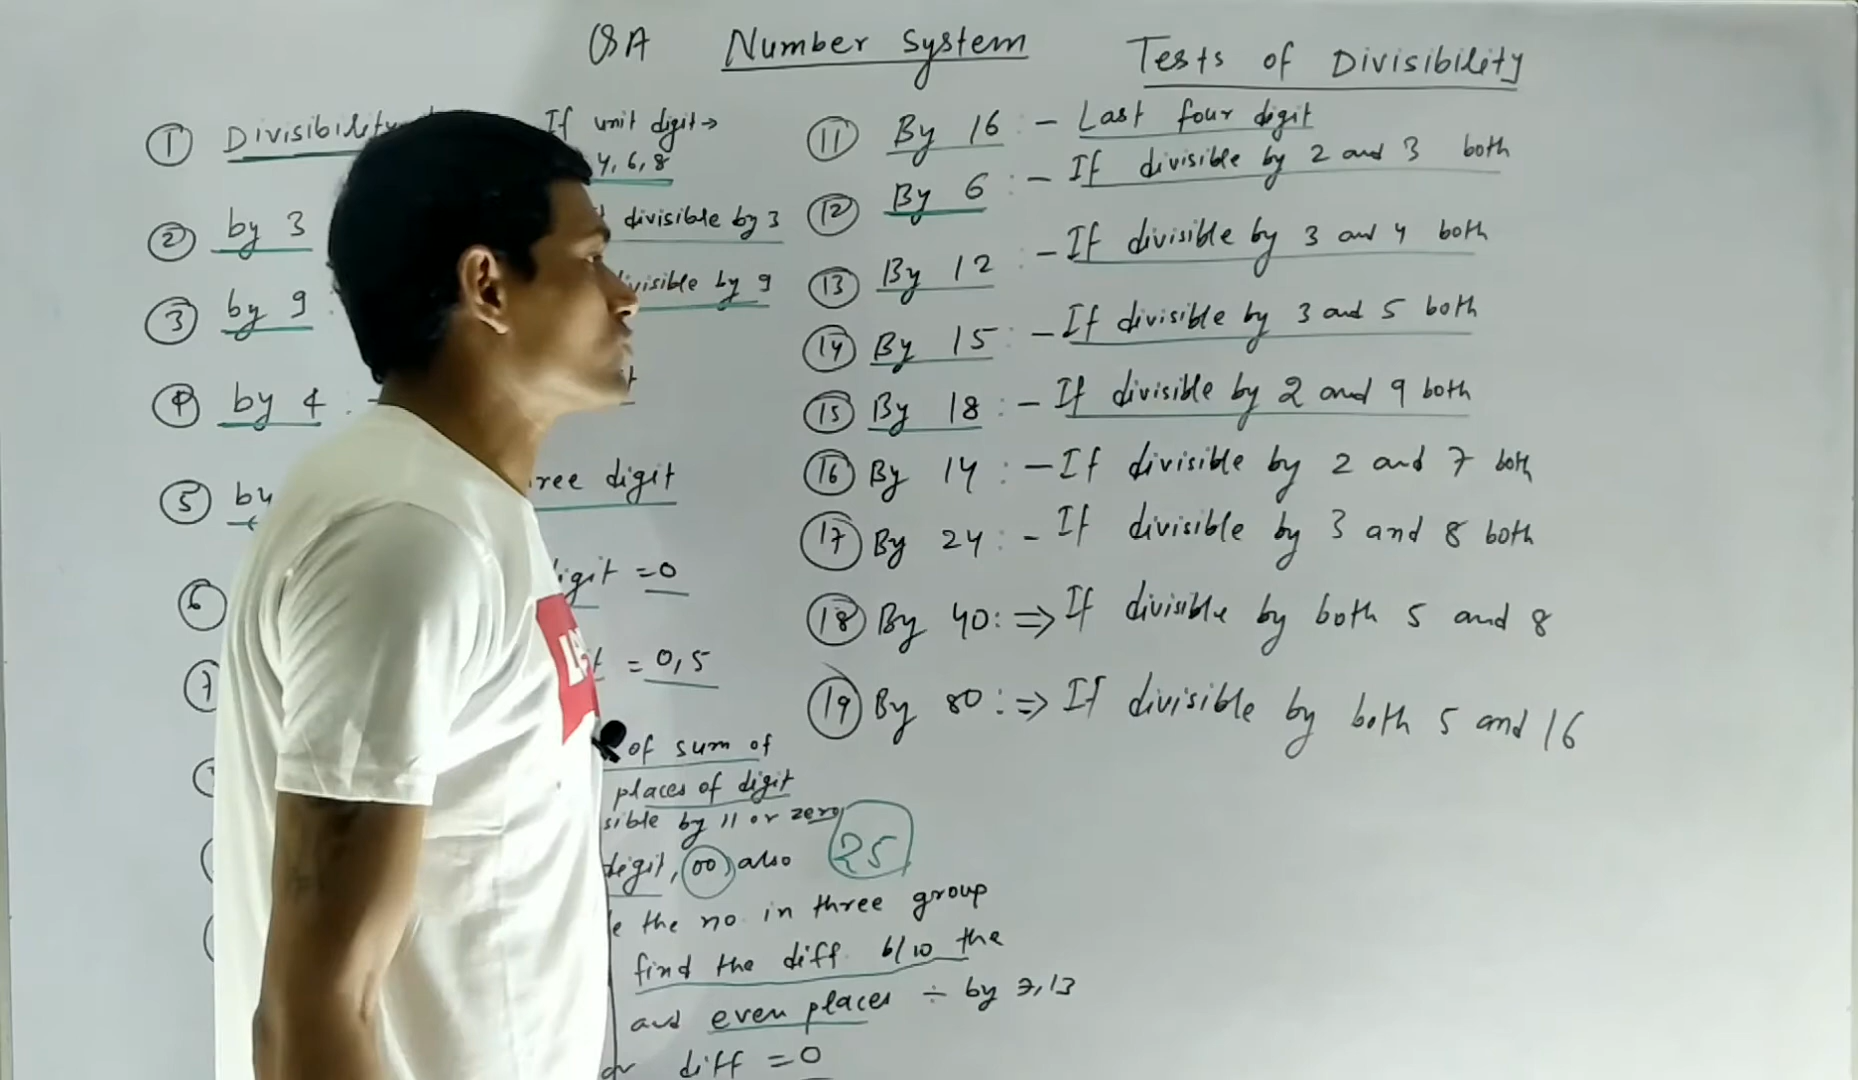 QA Number System Tests of Divisibility
① Divisibility If unit digit→
4, 6, 8
② by 3 divisible by 3
③ by 9 : divisible by 9
④ by 4 : -
⑤ by three digit
⑥ digit = 0
⑦ = 0, 5
of sum of
places of digit
sible by 11 or zero
digit, 00 also 25
the no. in three group
find the diff b/w the
and even places ÷ by 7, 13
or diff = 0
⑪ By 16 : - Last four digit
⑫ By 6 : - If divisible by 2 and 3 both
⑬ By 12 : - If divisible by 3 and 4 both
⑭ By 15 : - If divisible by 3 and 5 both
⑮ By 18 : - If divisible by 2 and 9 both
⑯ By 14 : - If divisible by 2 and 7 both
⑰ By 24 : - If divisible by 3 and 8 both
⑱ By 40 : ⇒ If divisible by both 5 and 8
⑲ By 80 : ⇒ If divisible by both 5 and 16